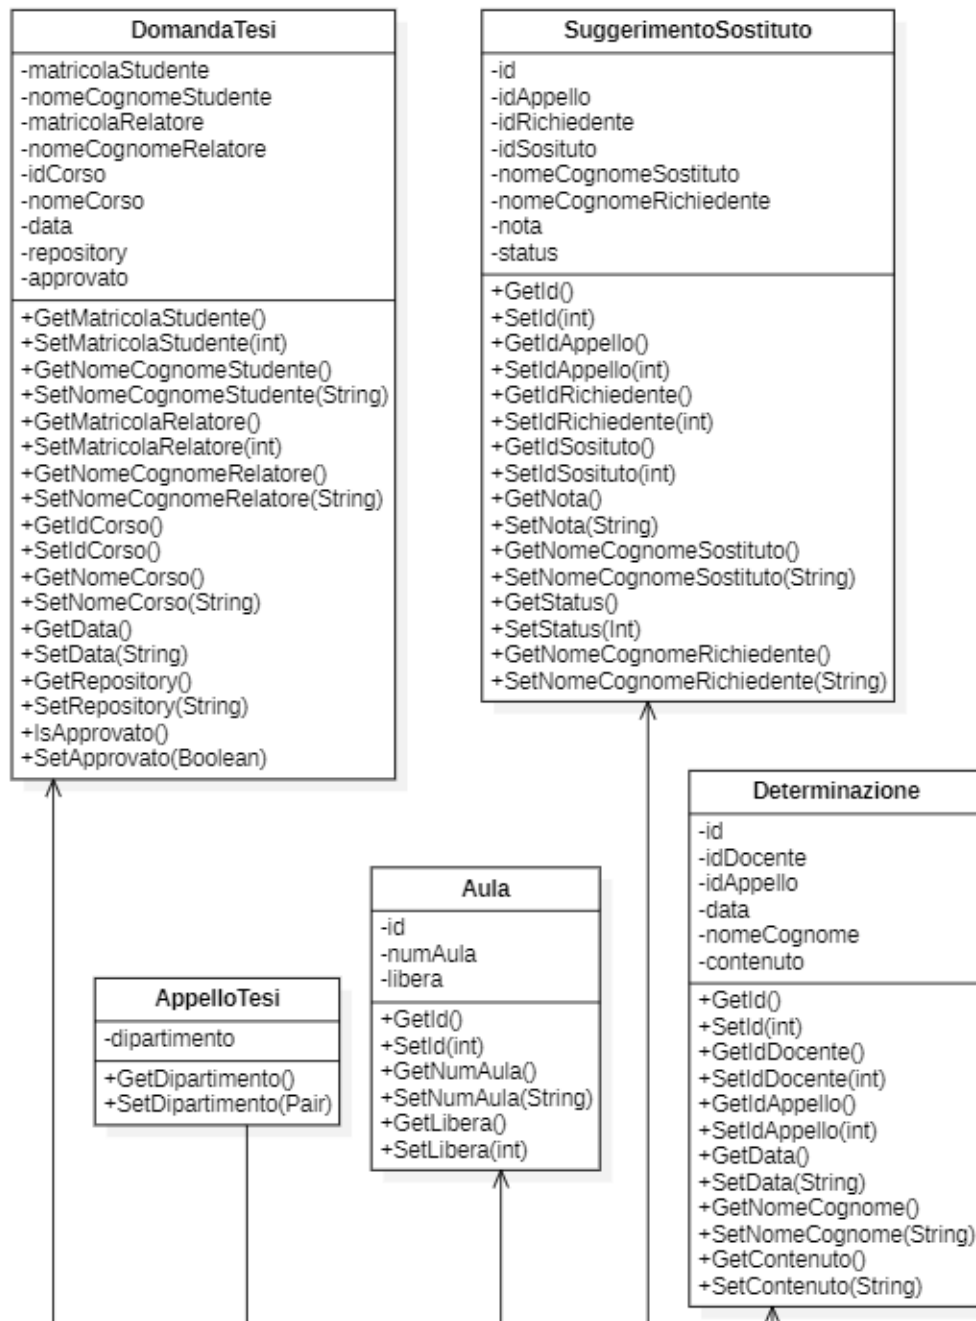 DomandaTesi
-matricolaStudente
-nomeCognomeStudente
-matricolaRelatore
-nomeCognomeRelatore
-idCorso
-nomeCorso
-data
-repository
-approvato
+GetMatricolaStudente()
+SetMatricolaStudente(int)
+GetNomeCognomeStudente()
+SetNomeCognomeStudente(String)
+GetMatricolaRelatore()
+SetMatricolaRelatore(int)
+GetNomeCognomeRelatore()
+SetNomeCognomeRelatore(String)
+GetIdCorso()
+SetIdCorso()
+GetNomeCorso()
+SetNomeCorso(String)
+GetData()
+SetData(String)
+GetRepository()
+SetRepository(String)
+IsApprovato()
+SetApprovato(Boolean)
SuggerimentoSostituto
-id
-idAppello
-idRichiedente
-idSosituto
-nomeCognomeSostituto
-nomeCognomeRichiedente
-nota
-status
+GetId()
+SetId(int)
+GetIdAppello()
+SetIdAppello(int)
+GetIdRichiedente()
+SetIdRichiedente(int)
+GetIdSosituto()
+SetIdSosituto(int)
+GetNota()
+SetNota(String)
+GetNomeCognomeSostituto()
+SetNomeCognomeSostituto(String)
+GetStatus()
+SetStatus(Int)
+GetNomeCognomeRichiedente()
+SetNomeCognomeRichiedente(String)
AppelloTesi
-dipartimento
+GetDipartimento()
+SetDipartimento(Pair)
Aula
-id
-numAula
-libera
+GetId()
+SetId(int)
+GetNumAula()
+SetNumAula(String)
+GetLibera()
+SetLibera(int)
Determinazione
-id
-idDocente
-idAppello
-data
-nomeCognome
-contenuto
+GetId()
+SetId(int)
+GetIdDocente()
+SetIdDocente(int)
+GetIdAppello()
+SetIdAppello(int)
+GetData()
+SetData(String)
+GetNomeCognome()
+SetNomeCognome(String)
+GetContenuto()
+SetContenuto(String)